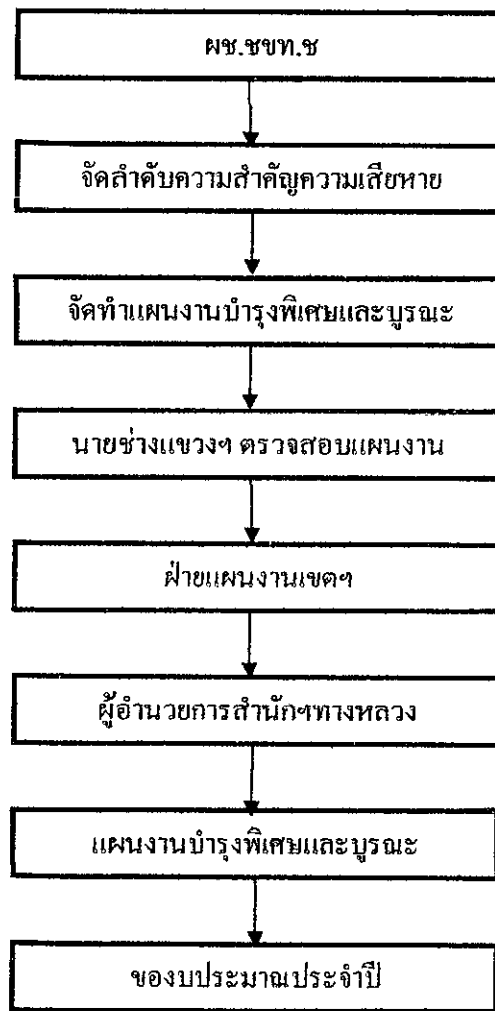 ผช.ชขท.ช
จัดลำดับความสำคัญความเสียหาย
จัดทำแผนงานบำรุงพิเศษและบูรณะ
นายช่างแขวงฯ ตรวจสอบแผนงาน
ฝ่ายแผนงานเขตฯ
ผู้อำนวยการสำนักฯทางหลวง
แผนงานบำรุงพิเศษและบูรณะ
ของบประมาณประจำปี